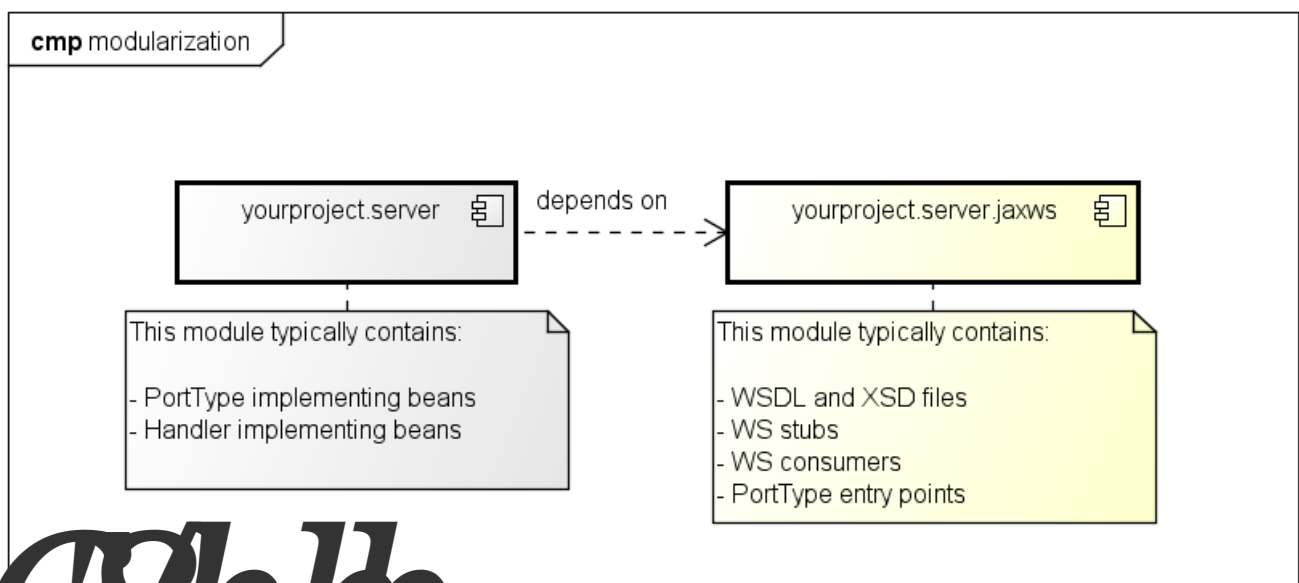 cmp modularization
yourproject.server
depends on
yourproject.server.jaxws
This module typically contains:
- PortType implementing beans
- Handler implementing beans
This module typically contains:
- WSDL and XSD files
- WS stubs
- WS consumers
- PortType entry points